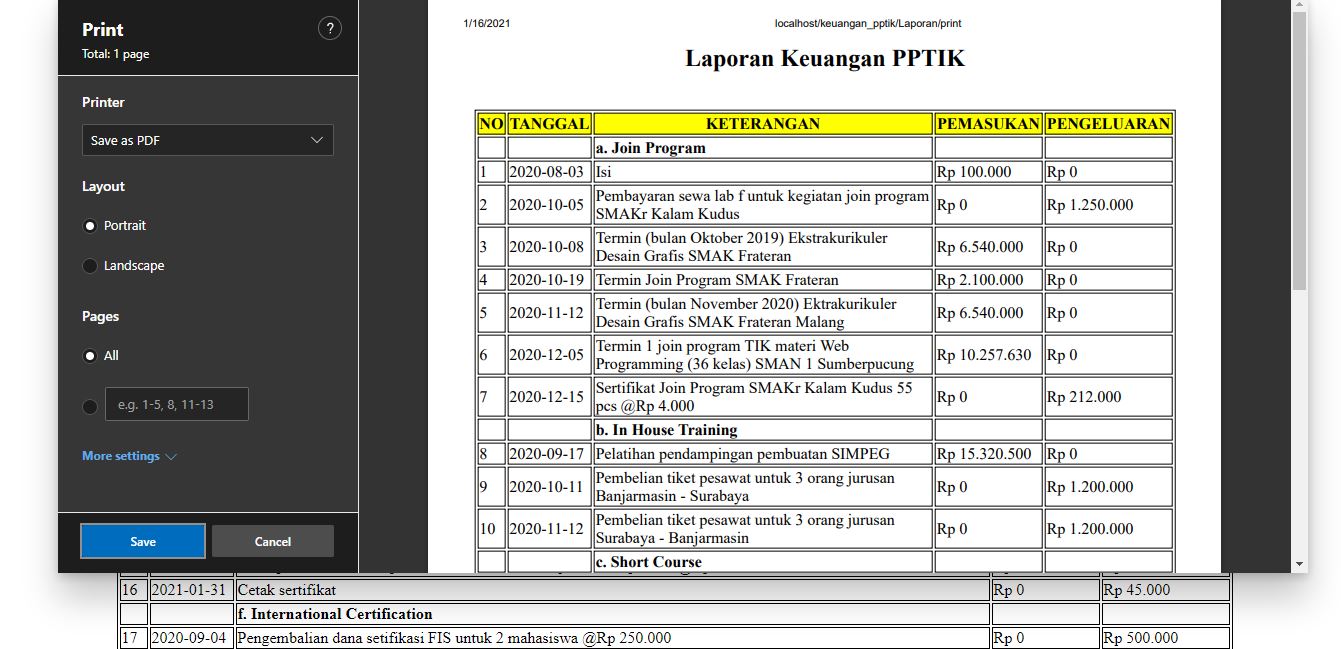 Print
?
Total: 1 page
Printer
Save as PDF
Layout
Portrait
Landscape
Pages
All
e.g. 1-5, 8, 11-13
More settings
Save
Cancel
1/16/2021
localhost/keuangan_pptik/Laporan/print
Laporan Keuangan PPTIK
NO TANGGAL KETERANGAN PEMASUKAN PENGELUARAN
a. Join Program
1 2020-08-03 Isi Rp 100.000 Rp 0
2 2020-10-05 Pembayaran sewa lab f untuk kegiatan join program
SMAKr Kalam Kudus Rp 0 Rp 1.250.000
3 2020-10-08 Termin (bulan Oktober 2019) Ekstrakurikuler
Desain Grafis SMAK Frateran Rp 6.540.000 Rp 0
4 2020-10-19 Termin Join Program SMAK Frateran Rp 2.100.000 Rp 0
5 2020-11-12 Termin (bulan November 2020) Ektrakurikuler
Desain Grafis SMAK Frateran Malang Rp 6.540.000 Rp 0
6 2020-12-05 Termin 1 join program TIK materi Web
Programming (36 kelas) SMAN 1 Sumberpucung Rp 10.257.630 Rp 0
7 2020-12-15 Sertifikat Join Program SMAKr Kalam Kudus 55
pcs @Rp 4.000 Rp 0 Rp 212.000
b. In House Training
8 2020-09-17 Pelatihan pendampingan pembuatan SIMPEG Rp 15.320.500 Rp 0
9 2020-10-11 Pembelian tiket pesawat untuk 3 orang jurusan
Banjarmasin - Surabaya Rp 0 Rp 1.200.000
10 2020-11-12 Pembelian tiket pesawat untuk 3 orang jurusan
Surabaya - Banjarmasin Rp 0 Rp 1.200.000
c. Short Course
16 2021-01-31 Cetak sertifikat Rp 0 Rp 45.000
f. International Certification
17 2020-09-04 Pengembalian dana setifikasi FIS untuk 2 mahasiswa @Rp 250.000 Rp 0 Rp 500.000